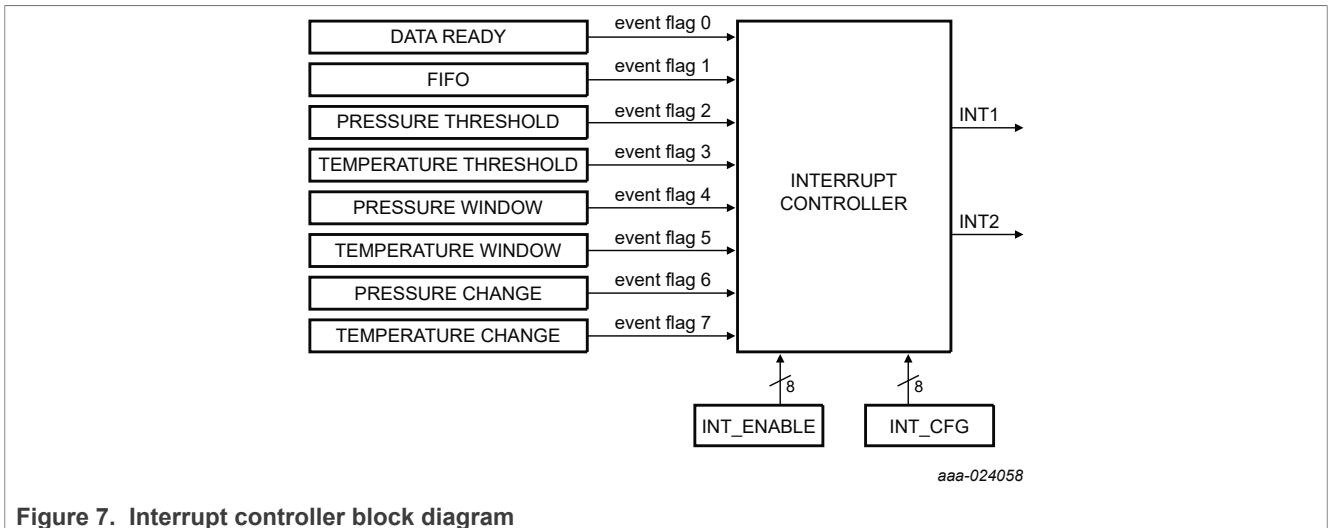 DATA READY
event flag 0
FIFO
event flag 1
PRESSURE THRESHOLD
event flag 2
TEMPERATURE THRESHOLD
event flag 3
PRESSURE WINDOW
event flag 4
TEMPERATURE WINDOW
event flag 5
PRESSURE CHANGE
event flag 6
TEMPERATURE CHANGE
event flag 7
INTERRUPT
CONTROLLER
INT1
INT2
8
8
INT_ENABLE
INT_CFG
aaa-024058
Figure 7. Interrupt controller block diagram